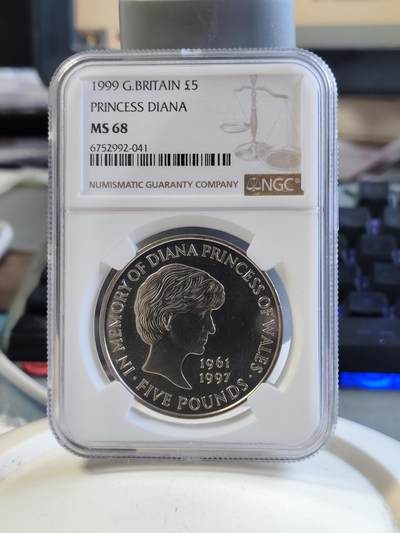 1999 G.BRITAIN £5
PRINCESS DIANA
MS 68
6752992-041
NUMISMATIC GUARANTY COMPANY
NGC
IN MEMORY OF DIANA PRINCESS OF WALES
1961
1997
· FIVE POUNDS ·